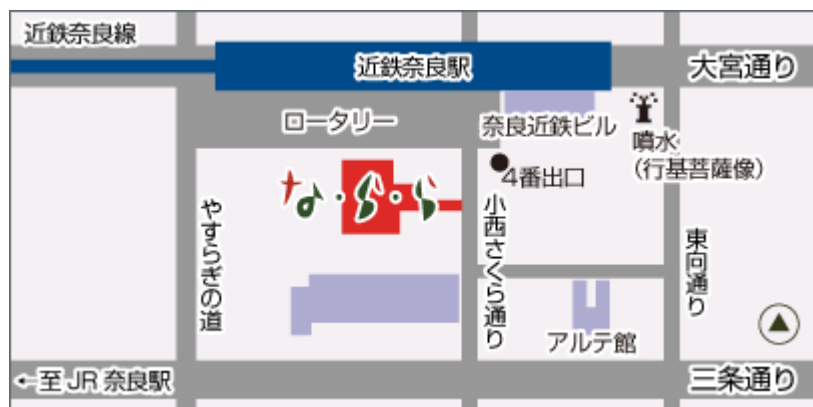 近鉄奈良線
近鉄奈良駅
大宮通り
ロータリー
奈良近鉄ビル
噴水
(行基菩薩像)
4番出口
な・ら・ら
やすらぎの道
小西さくら通り
東向通り
アルテ館
←至JR奈良駅
三条通り